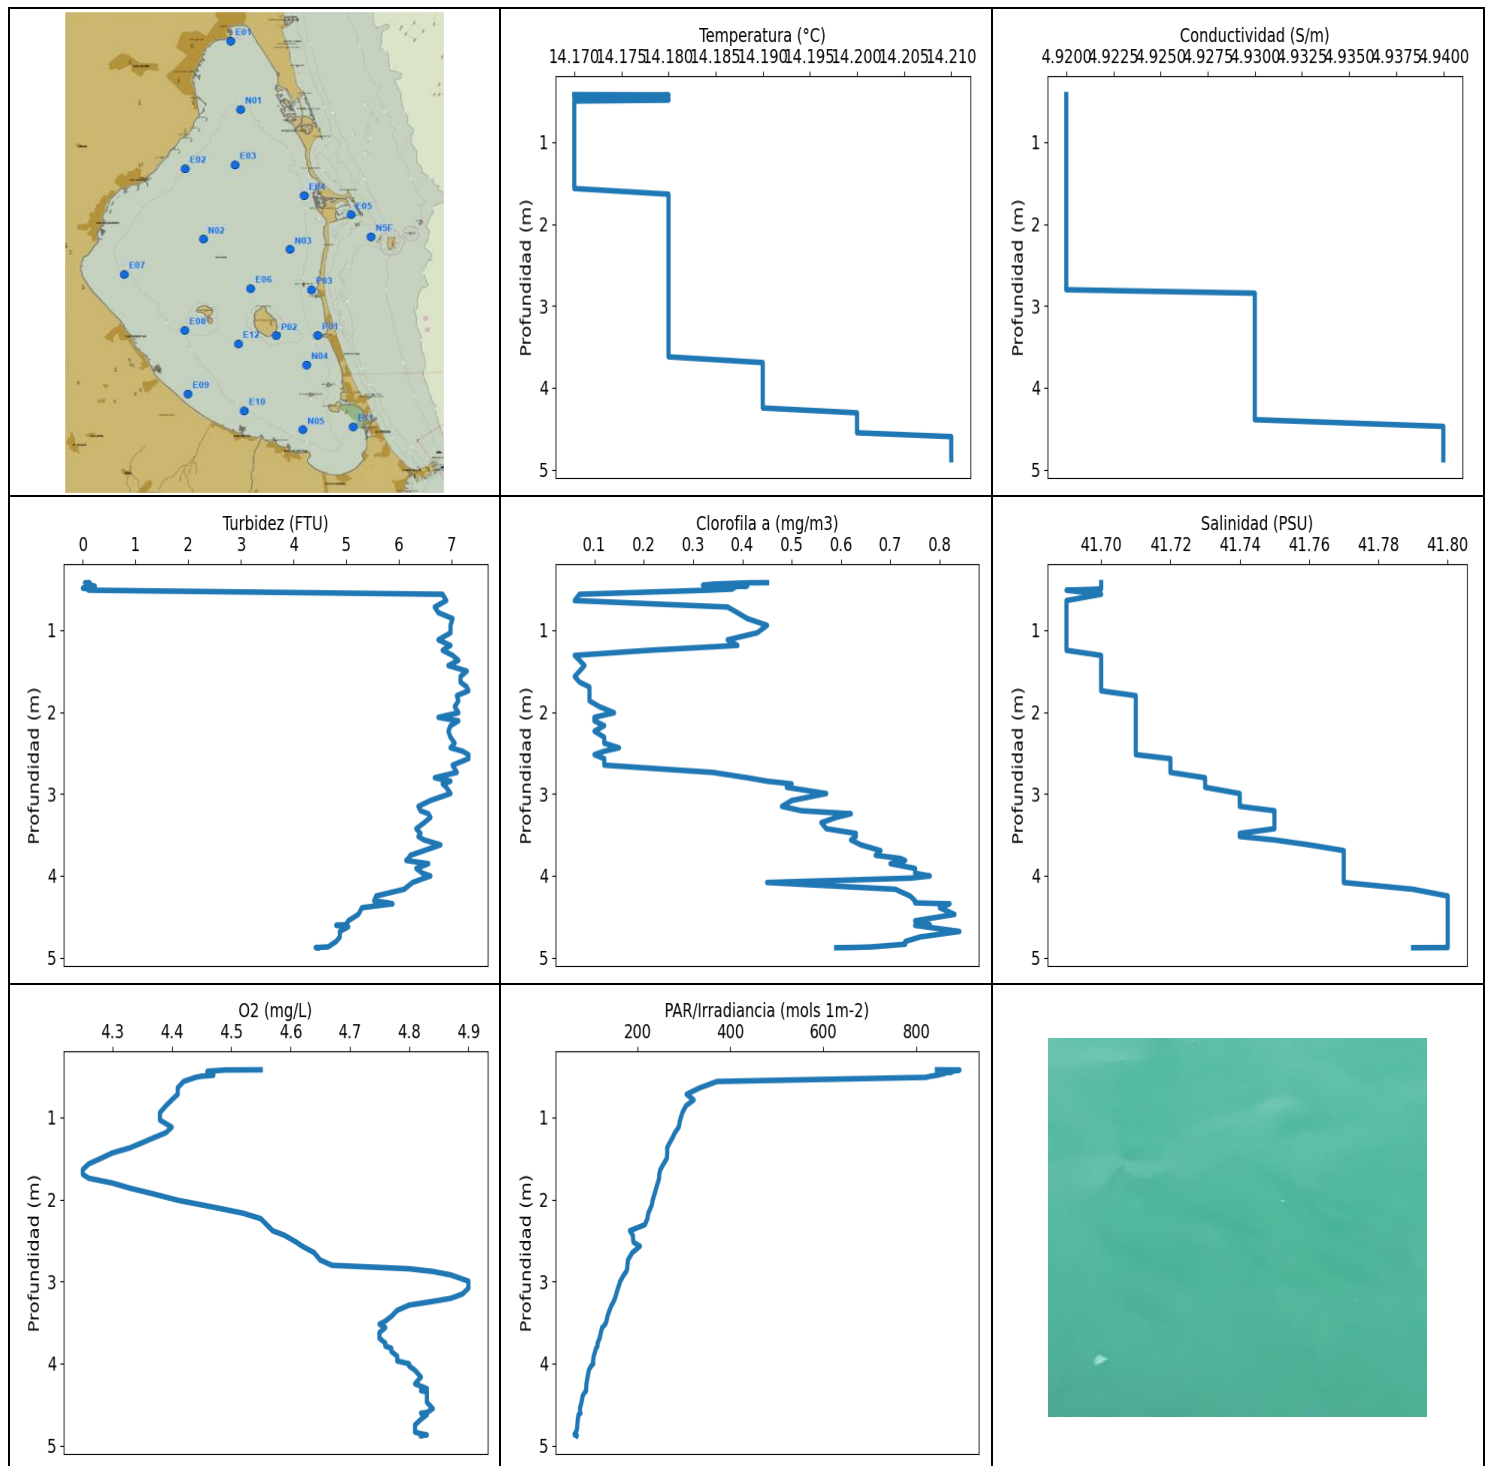 E01
N01
E02
E03
E04
E05
N5F
N02
N03
E07
E06
P03
E08
E12
P02
P01
N04
E09
E10
N05
E11
Temperatura (°C)
14.170 14.175 14.180 14.185 14.190 14.195 14.200 14.205 14.210
Profundidad (m)
1
2
3
4
5
Conductividad (S/m)
4.9200 4.9225 4.9250 4.9275 4.9300 4.9325 4.9350 4.9375 4.9400
Profundidad (m)
1
2
3
4
5
Turbidez (FTU)
0 1 2 3 4 5 6 7
Profundidad (m)
1
2
3
4
5
Clorofila a (mg/m3)
0.1 0.2 0.3 0.4 0.5 0.6 0.7 0.8
Profundidad (m)
1
2
3
4
5
Salinidad (PSU)
41.70 41.72 41.74 41.76 41.78 41.80
Profundidad (m)
1
2
3
4
5
O2 (mg/L)
4.3 4.4 4.5 4.6 4.7 4.8 4.9
Profundidad (m)
1
2
3
4
5
PAR/Irradiancia (mols 1m-2)
200 400 600 800
Profundidad (m)
1
2
3
4
5